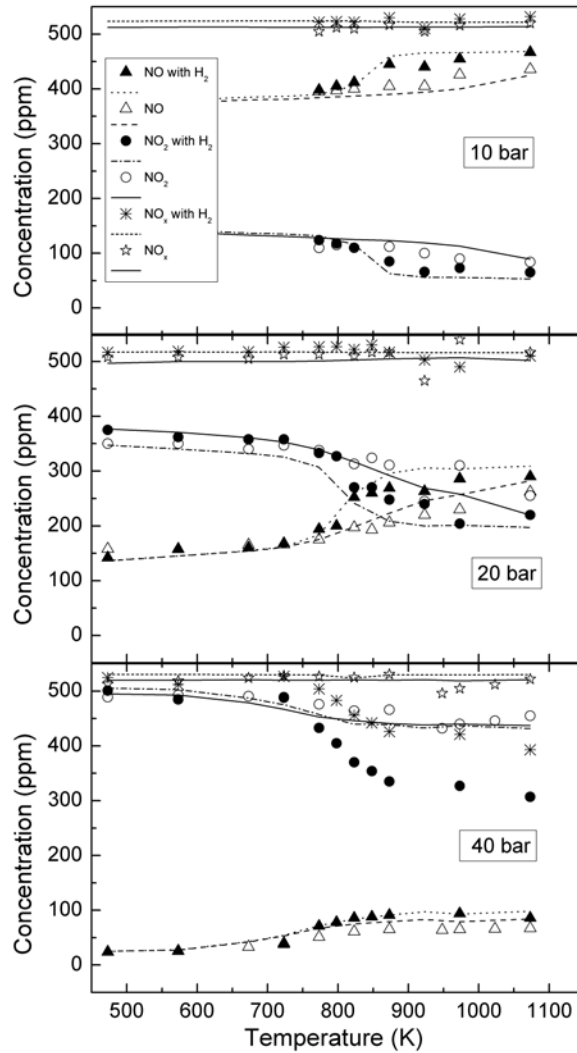 500
400
300
200
100
0
Concentration (ppm)
NO with H₂
NO
NO₂ with H₂
NO₂
NOₓ with H₂
NOₓ
10 bar
500
400
300
200
100
0
Concentration (ppm)
20 bar
500
400
300
200
100
0
Concentration (ppm)
40 bar
500 600 700 800 900 1000 1100
Temperature (K)